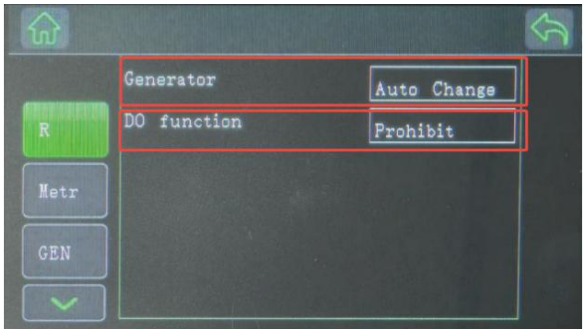 Generator
Auto Change
DO function
Prohibit
R
Metr
GEN